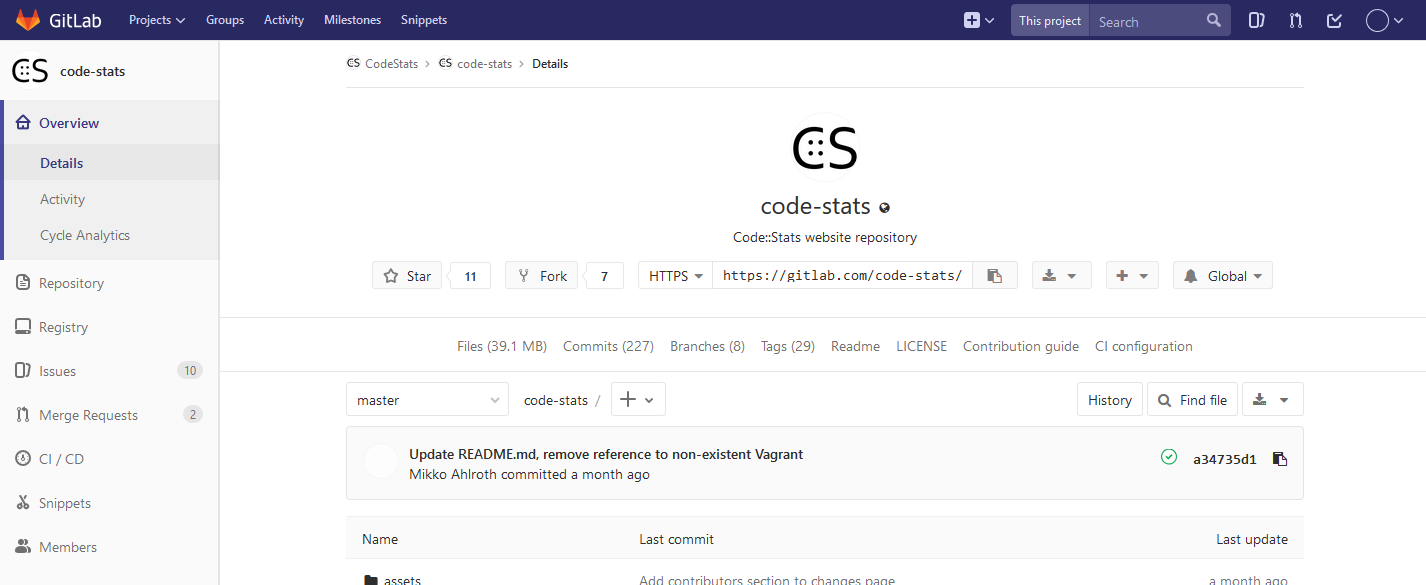 GitLab Projects Groups Activity Milestones Snippets This project Search
CS code-stats
Overview
Details
Activity
Cycle Analytics
Repository
Registry
Issues 10
Merge Requests 2
CI / CD
Snippets
Members
CS CodeStats › CS code-stats › Details
CS
code-stats
Code::Stats website repository
Star 11 Fork 7 HTTPS https://gitlab.com/code-stats/ Global
Files (39.1 MB) Commits (227) Branches (8) Tags (29) Readme LICENSE Contribution guide CI configuration
master code-stats / History Find file
Update README.md, remove reference to non-existent Vagrant
Mikko Ahlroth committed a month ago
a34735d1
Name Last commit Last update
assets Add contributors section to changes page a month ago